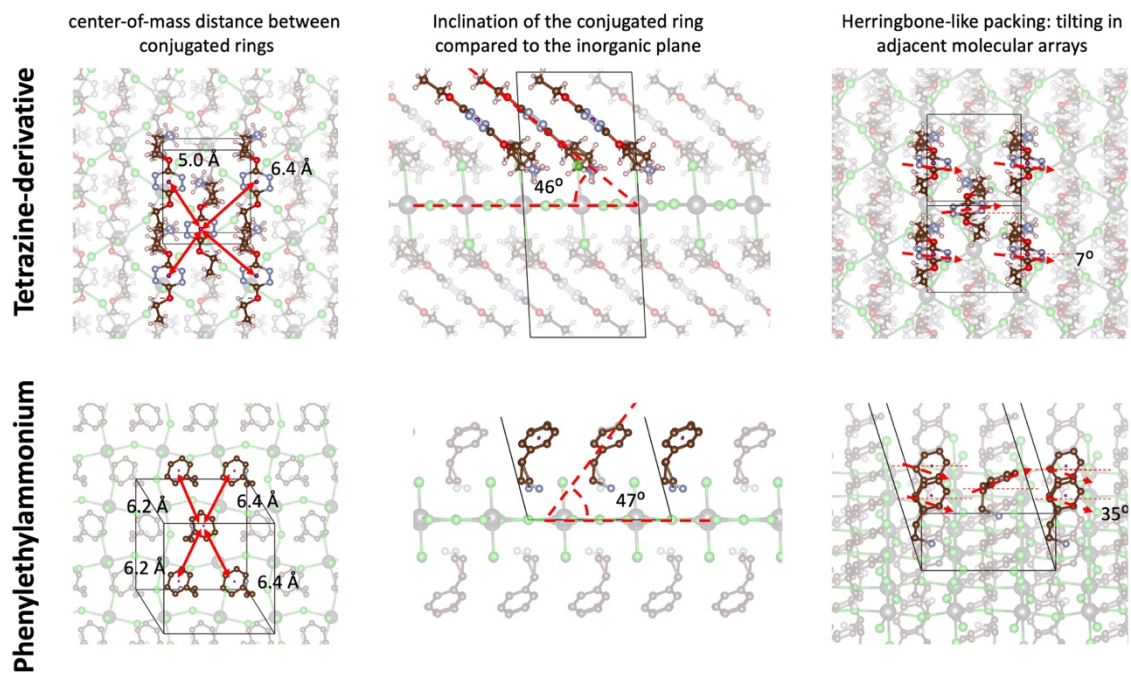 center-of-mass distance between
conjugated rings
Inclination of the conjugated ring
compared to the inorganic plane
Herringbone-like packing: tilting in
adjacent molecular arrays
Tetrazine-derivative
5.0 Å
6.4 Å
46°
7°
Phenylethylammonium
6.2 Å
6.4 Å
6.2 Å
6.4 Å
47°
35°